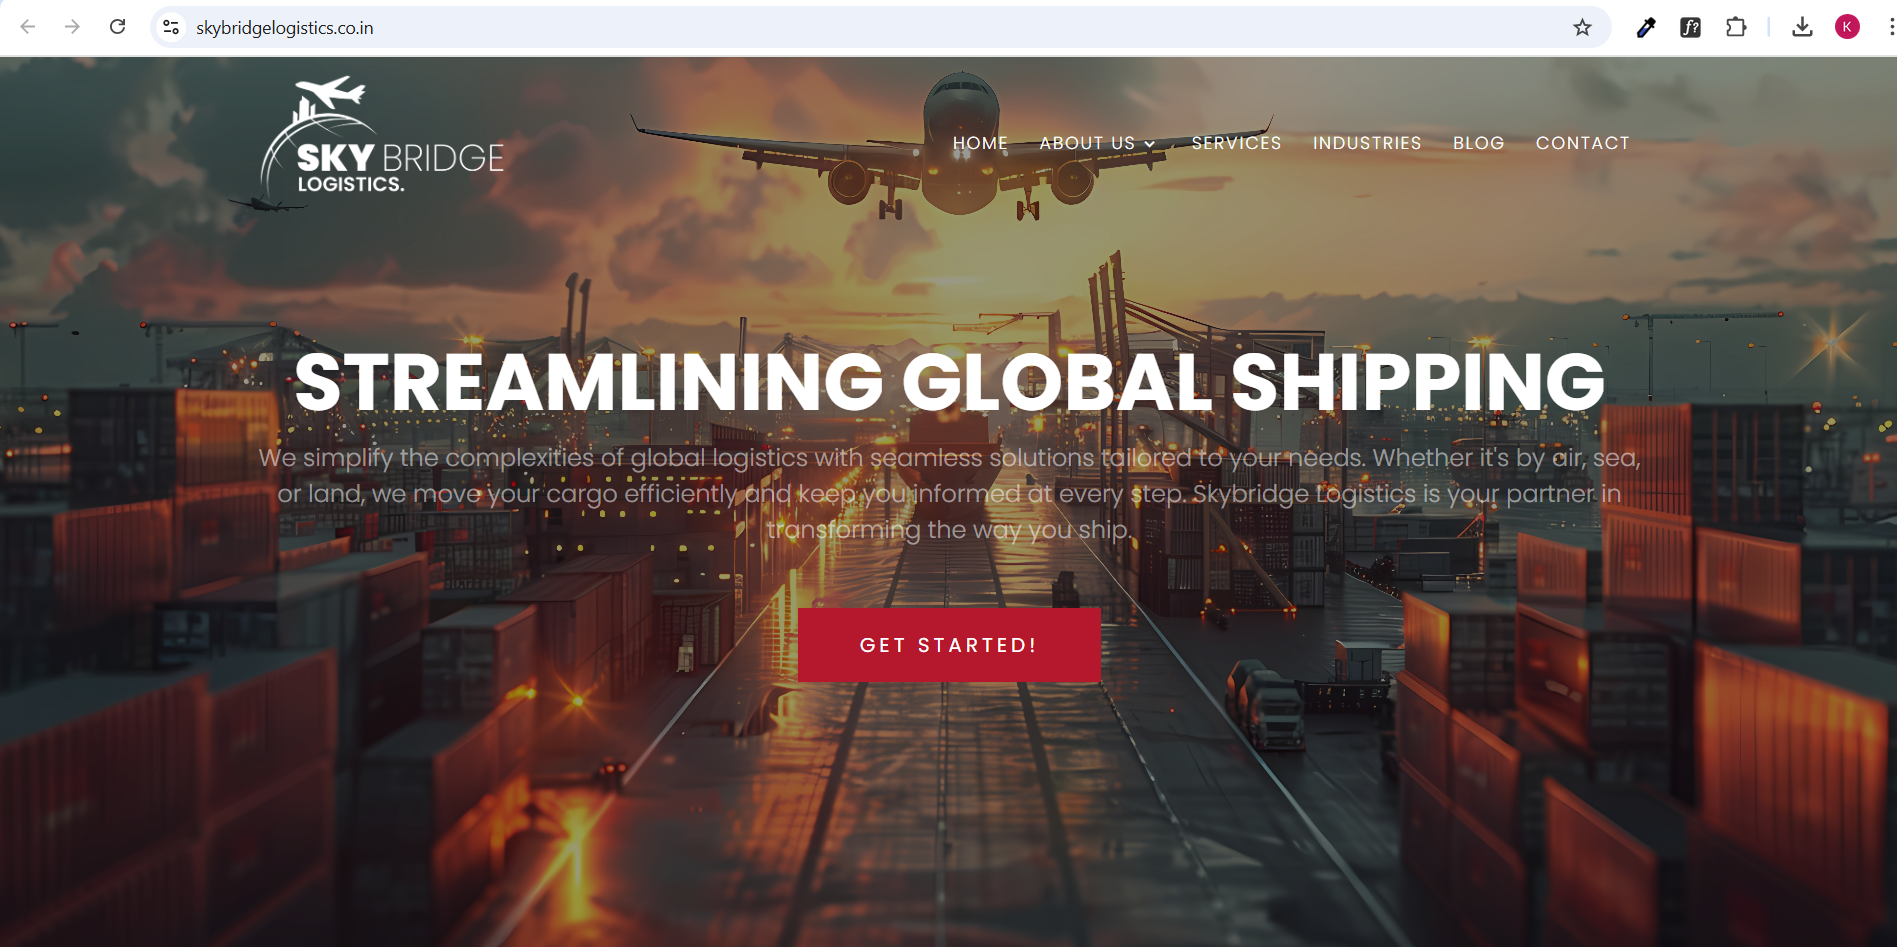 skybridgelogistics.co.in
K
f?
SKY BRIDGE
LOGISTICS.
HOME ABOUT US SERVICES INDUSTRIES BLOG CONTACT
STREAMLINING GLOBAL SHIPPING
We simplify the complexities of global logistics with seamless solutions tailored to your needs. Whether it's by air, sea,
or land, we move your cargo efficiently and keep you informed at every step. Skybridge Logistics is your partner in
transforming the way you ship.
GET STARTED!